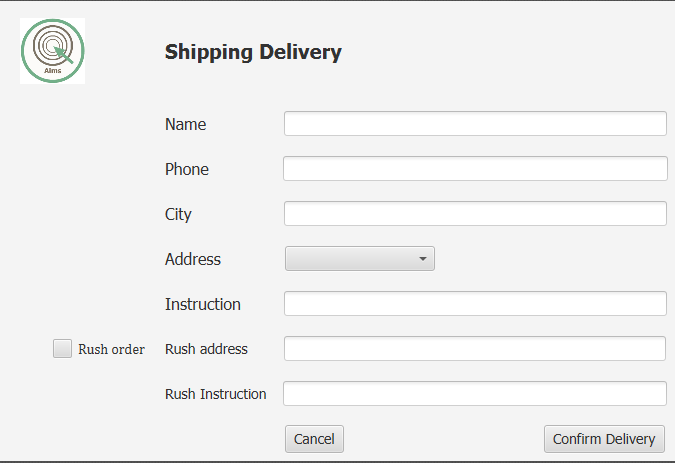 Aims
Shipping Delivery
Name
Phone
City
Address
Instruction
Rush order Rush address
Rush Instruction
Cancel Confirm Delivery